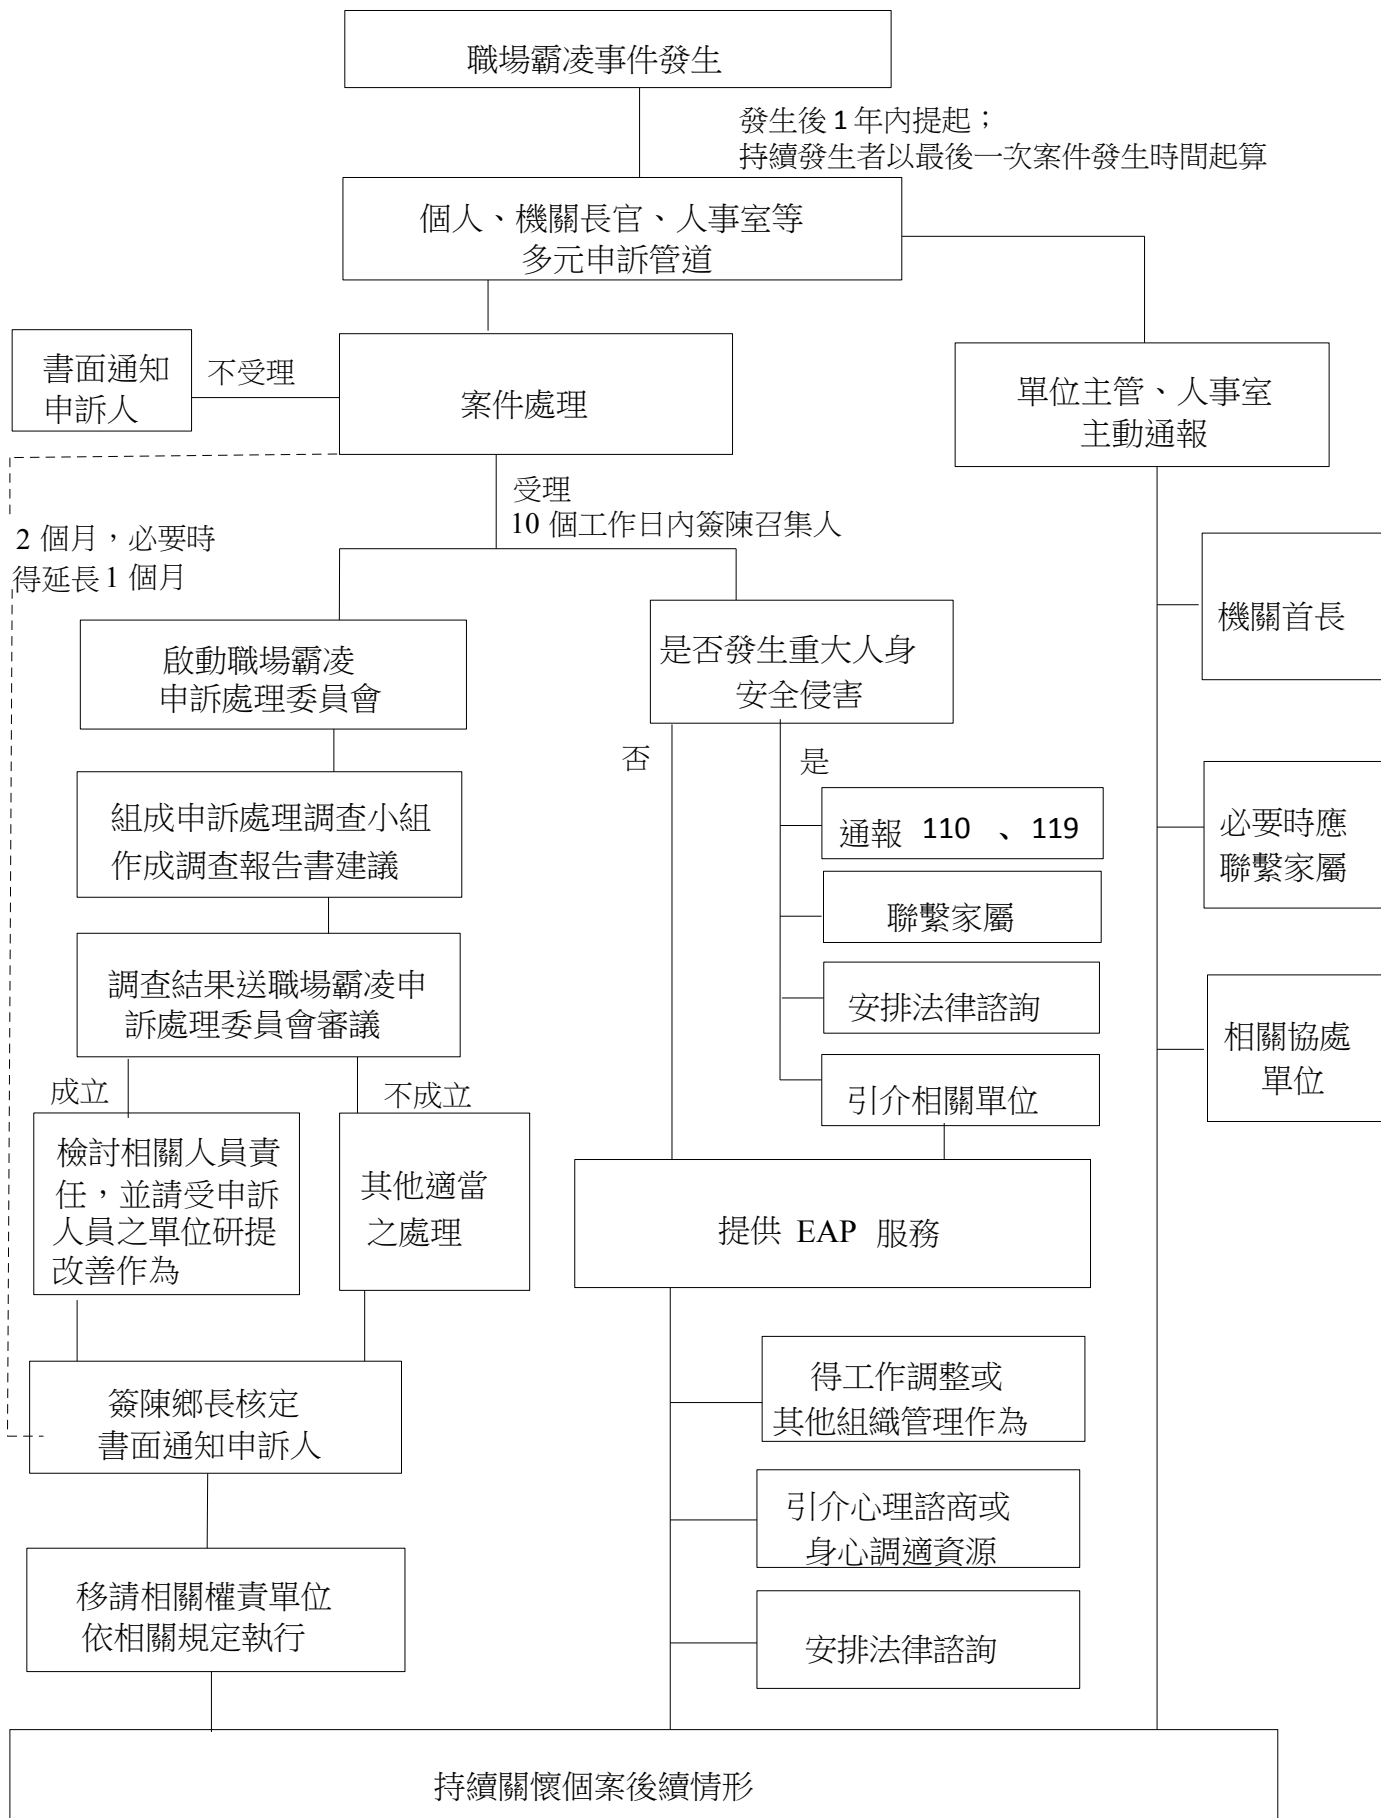 職場霸凌事件發生
發生後1年內提起；
持續發生者以最後一次案件發生時間起算
個人、機關長官、人事室等
多元申訴管道
書面通知
申訴人
不受理
案件處理
單位主管、人事室
主動通報
受理
10 個工作日內簽陳召集人
2 個月，必要時
得延長1 個月
機關首長
啟動職場霸凌
申訴處理委員會
是否發生重大人身
安全侵害
否
是
組成申訴處理調查小組
作成調查報告書建議
通報 110 、119
必要時應
聯繫家屬
聯繫家屬
調查結果送職場霸凌申
訴處理委員會審議
安排法律諮詢
相關協處
單位
成立
不成立
引介相關單位
檢討相關人員責
任，並請受申訴
人員之單位研提
改善作為
其他適當
之處理
提供 EAP 服務
得工作調整或
其他組織管理作為
簽陳鄉長核定
書面通知申訴人
引介心理諮商或
身心調適資源
移請相關權責單位
依相關規定執行
安排法律諮詢
持續關懷個案後續情形